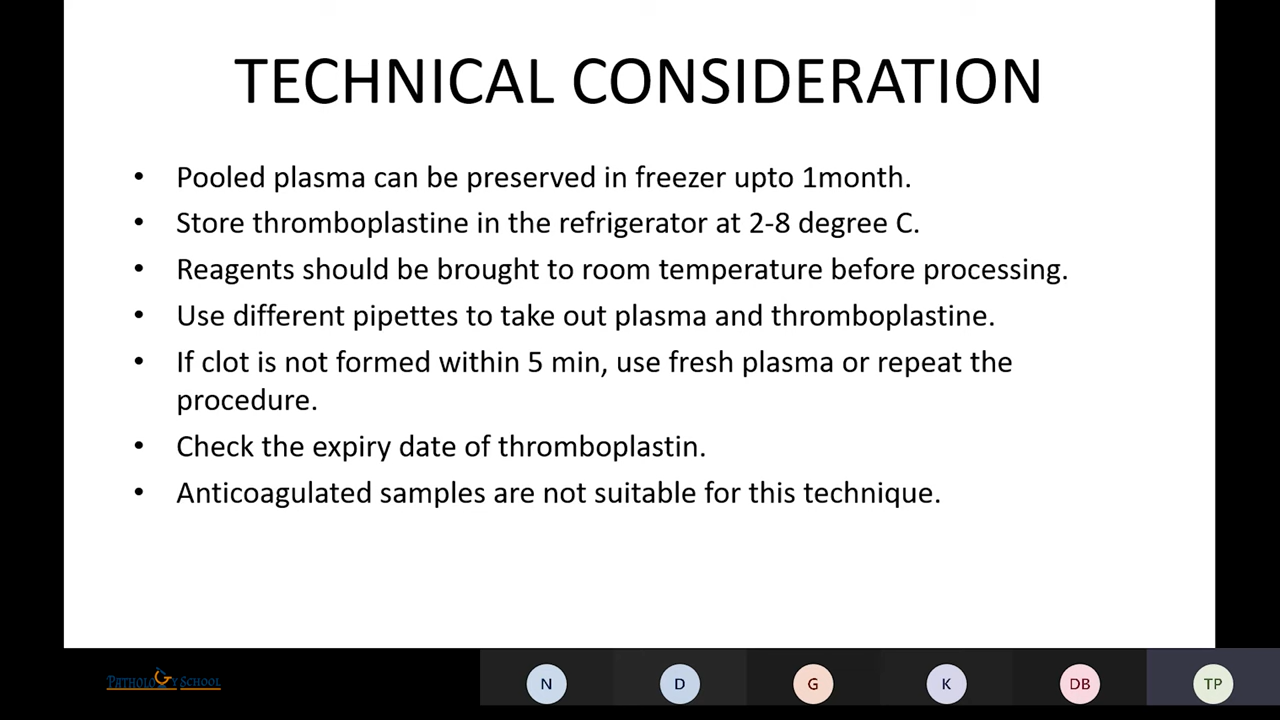 TECHNICAL CONSIDERATION
• Pooled plasma can be preserved in freezer upto 1month.
• Store thromboplastine in the refrigerator at 2-8 degree C.
• Reagents should be brought to room temperature before processing.
• Use different pipettes to take out plasma and thromboplastine.
• If clot is not formed within 5 min, use fresh plasma or repeat the
procedure.
• Check the expiry date of thromboplastin.
• Anticoagulated samples are not suitable for this technique.
PATHOLOGY SCHOOL
N D G K DB TP